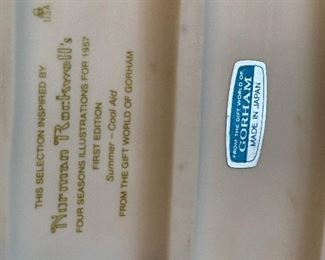 USA
THIS SELECTION INSPIRED BY
Norman Rockwell's
FOUR SEASONS ILLUSTRATIONS FOR 1957
FIRST EDITION
Summer - Cool Aid
FROM THE GIFT WORLD OF GORHAM
FROM THE GIFT WORLD OF
GORHAM
MADE IN JAPAN